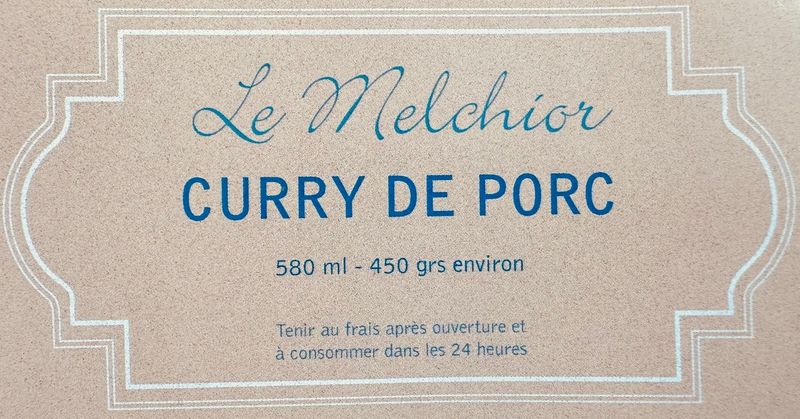 Le Melchior
CURRY DE PORC
580 ml - 450 grs environ
Tenir au frais après ouverture et
à consommer dans les 24 heures